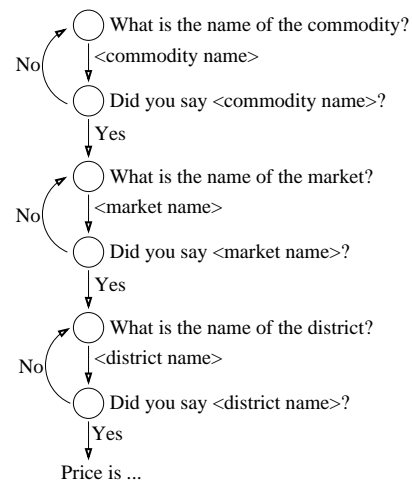 What is the name of the commodity?
No
<commodity name>
Did you say <commodity name>?
Yes
What is the name of the market?
No
<market name>
Did you say <market name>?
Yes
What is the name of the district?
No
<district name>
Did you say <district name>?
Yes
Price is ...